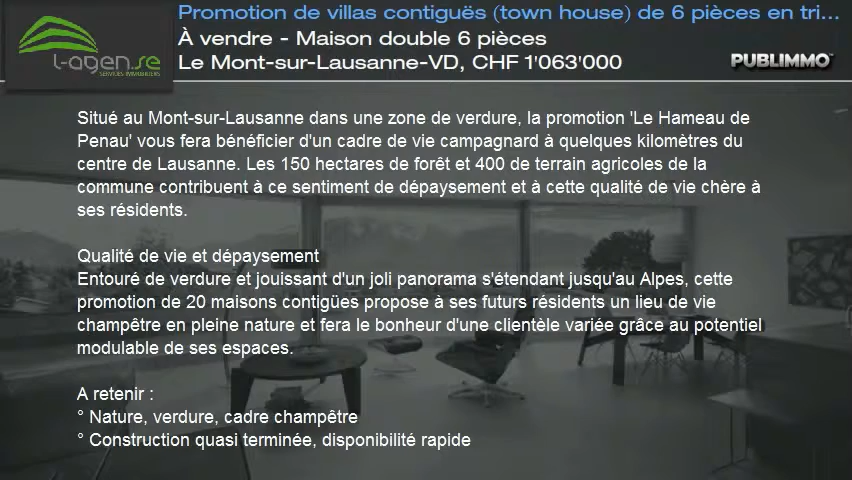 Promotion de villas contiguës (town house) de 6 pièces en tri...
À vendre - Maison double 6 pièces
Le Mont-sur-Lausanne-VD, CHF 1'063'000
l-agen.se
SERVICES IMMOBILIERS
PUBLIMMO
Situé au Mont-sur-Lausanne dans une zone de verdure, la promotion 'Le Hameau de
Penau' vous fera bénéficier d'un cadre de vie campagnard à quelques kilomètres du
centre de Lausanne. Les 150 hectares de forêt et 400 de terrain agricoles de la
commune contribuent à ce sentiment de dépaysement et à cette qualité de vie chère à
ses résidents.
Qualité de vie et dépaysement
Entouré de verdure et jouissant d'un joli panorama s'étendant jusqu'au Alpes, cette
promotion de 20 maisons contigües propose à ses futurs résidents un lieu de vie
champêtre en pleine nature et fera le bonheur d'une clientèle variée grâce au potentiel
modulable de ses espaces.
A retenir :
° Nature, verdure, cadre champêtre
° Construction quasi terminée, disponibilité rapide